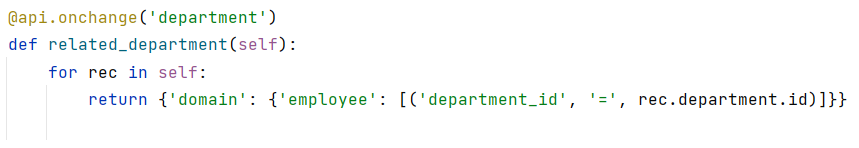 @api.onchange('department')
def related_department(self):
    for rec in self:
        return {'domain': {'employee': [('department_id', '=', rec.department.id)]}}